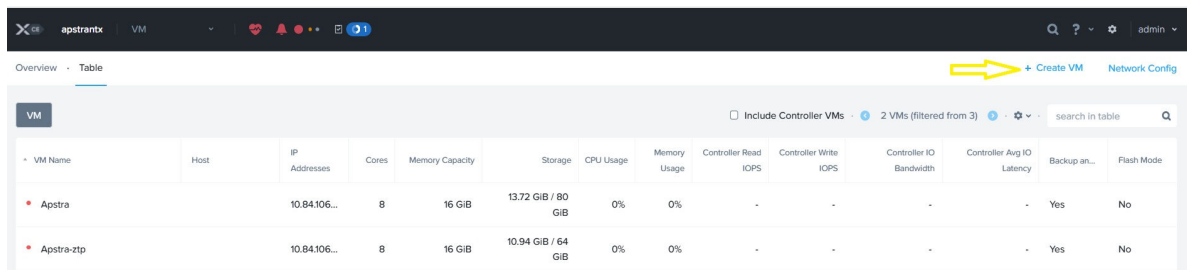 X CE apstrantx VM 1 ? admin
Overview · Table + Create VM Network Config
VM Include Controller VMs · 2 VMs (filtered from 3) · · search in table
VM Name Host IP Addresses Cores Memory Capacity Storage CPU Usage Memory Usage Controller Read IOPS Controller Write IOPS Controller IO Bandwidth Controller Avg IO Latency Backup an... Flash Mode
Apstra 10.84.106... 8 16 GiB 13.72 GiB / 80 GiB 0% 0% - - - - Yes No
Apstra-ztp 10.84.106... 8 16 GiB 10.94 GiB / 64 GiB 0% 0% - - - - Yes No